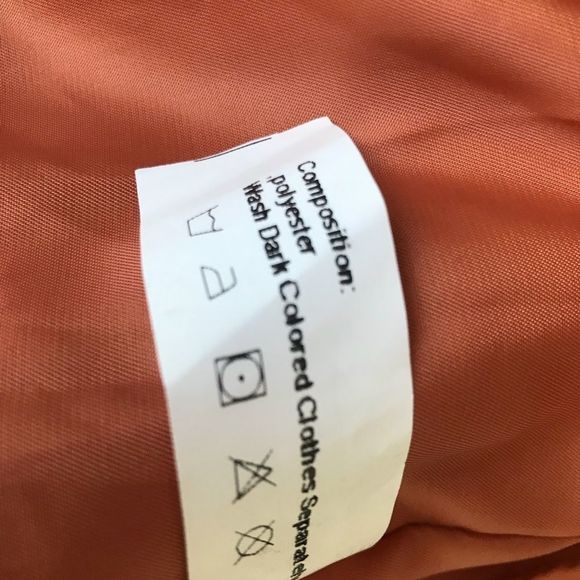 Composition:
polyester
Wash Dark Colored Clothes Separately